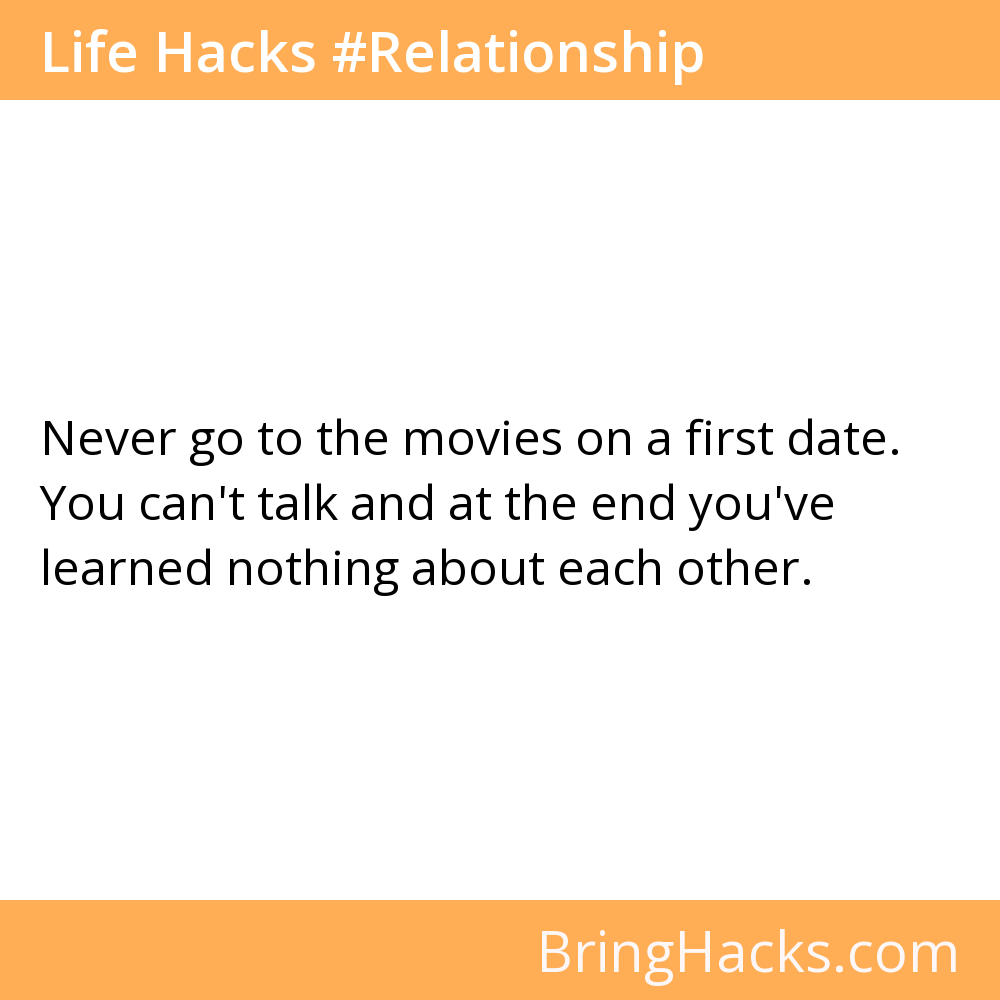 Life Hacks #Relationship
Never go to the movies on a first date.
You can't talk and at the end you've
learned nothing about each other.
BringHacks.com